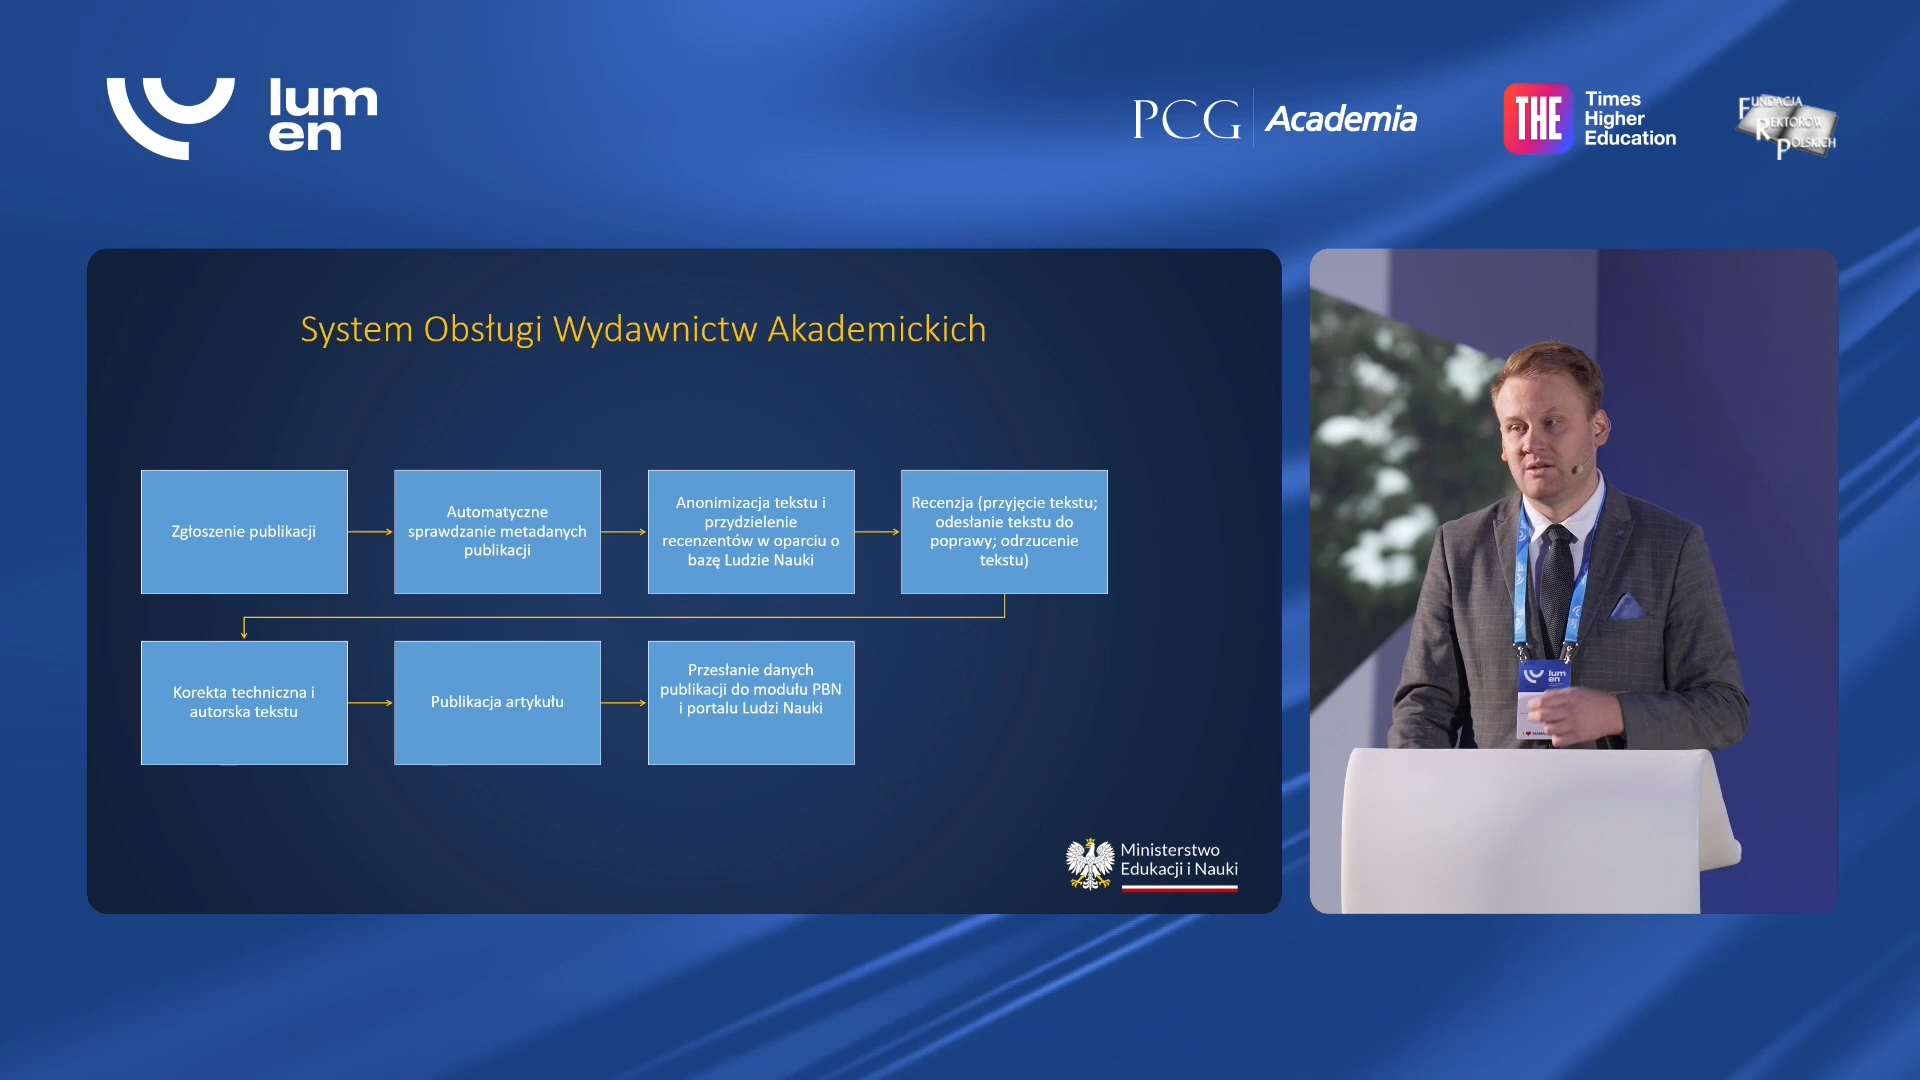 lum
en
PCG Academia
THE
Times
Higher
Education
FUNDACJA
REKTORÓW
POLSKICH
System Obsługi Wydawnictw Akademickich
Zgłoszenie publikacji
Automatyczne
sprawdzanie metadanych
publikacji
Anonimizacja tekstu i
przydzielenie
recenzentów w oparciu o
bazę Ludzie Nauki
Recenzja (przyjęcie tekstu;
odesłanie tekstu do
poprawy; odrzucenie
tekstu)
Korekta techniczna i
autorska tekstu
Publikacja artykułu
Przesłanie danych
publikacji do modułu PBN
i portalu Ludzi Nauki
Ministerstwo
Edukacji i Nauki
lum
en